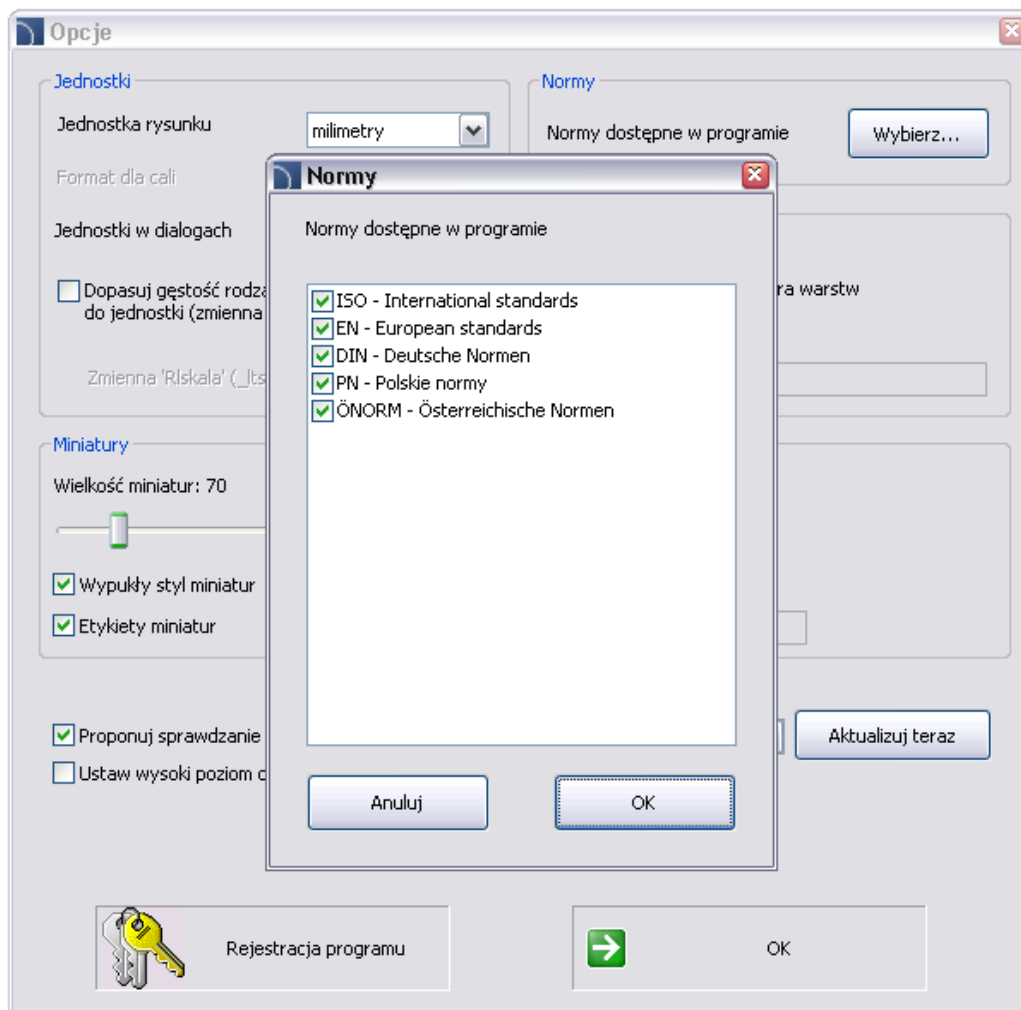 Opcje
Jednostki
Jednostka rysunku
milimetry
Format dla cali
Jednostki w dialogach
Dopasuj gęstość
do jednostki (zmienna
Zmienna 'Rlskala'
Normy
Normy dostępne w programie
Wybierz...
warstw
Normy
Normy dostępne w programie
ISO - International standards
EN - European standards
DIN - Deutsche Normen
PN - Polskie normy
ÖNORM - Österreichische Normen
Anuluj
OK
Miniatury
Wielkość miniatur: 70
Wypukły styl miniatur
Etykiety miniatur
Proponuj sprawdzanie
Ustaw wysoki poziom
Aktualizuj teraz
Rejestracja programu
OK